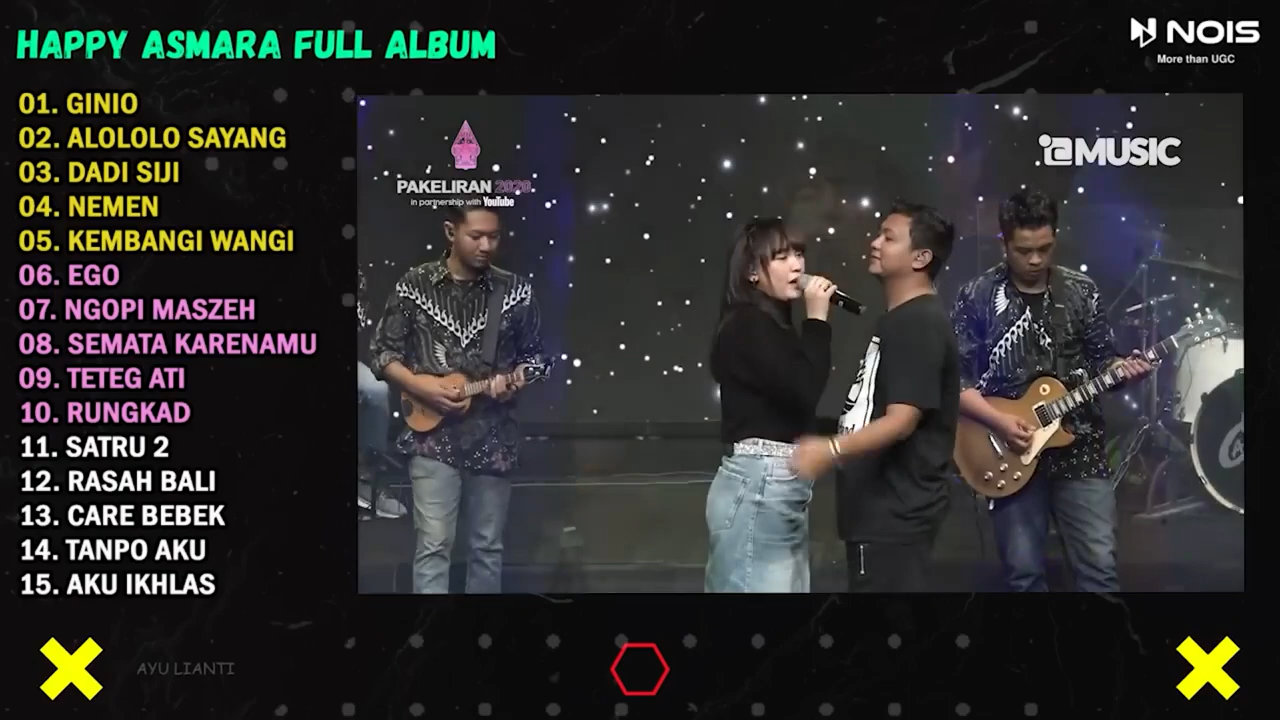 HAPPY ASMARA FULL ALBUM
NOIS
More than UGC
01. GINIO
02. ALOLOLO SAYANG
03. DADI SIJI
04. NEMEN
05. KEMBANGI WANGI
06. EGO
07. NGOPI MASZEH
08. SEMATA KARENAMU
09. TETEG ATI
10. RUNGKAD
11. SATRU 2
12. RASAH BALI
13. CARE BEBEK
14. TANPO AKU
15. AKU IKHLAS
PAKELIRAN 2020
in partnership with YouTube
MUSIC
AYU LIANTI